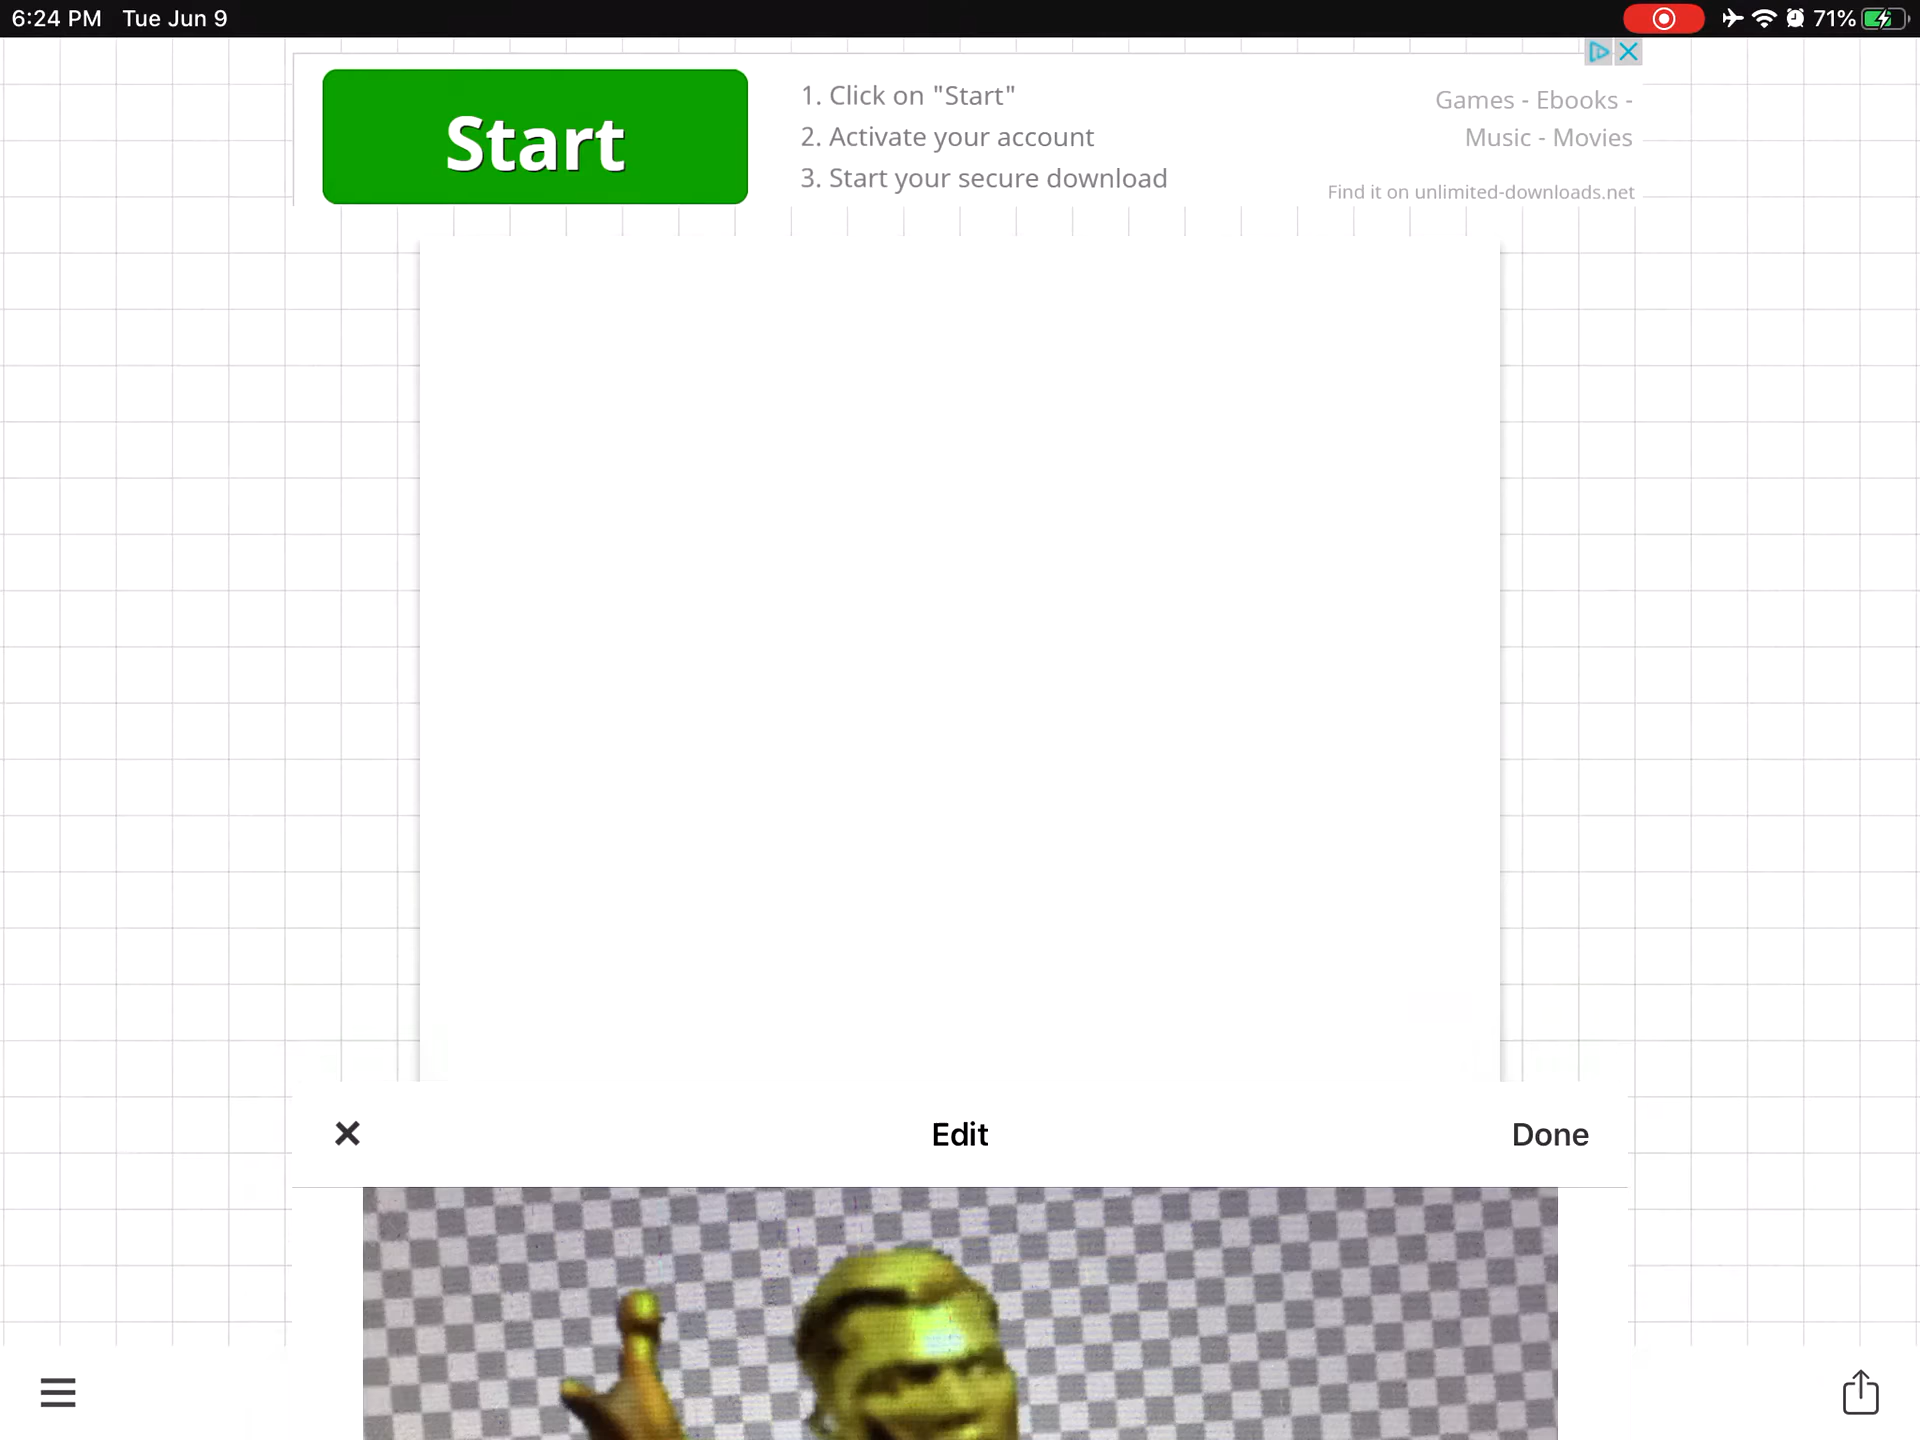 6:24 PM Tue Jun 9
71%
Start
1. Click on "Start"
2. Activate your account
3. Start your secure download
Games - Ebooks -
Music - Movies
Find it on unlimited-downloads.net
Edit
Done